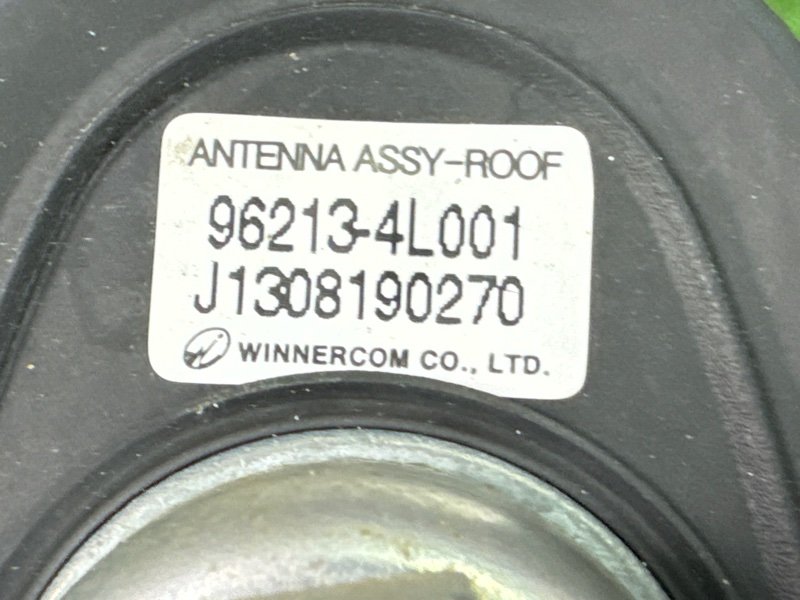 ANTENNA ASSY-ROOF
96213-4L001
J1308190270
WINNERCOM CO., LTD.